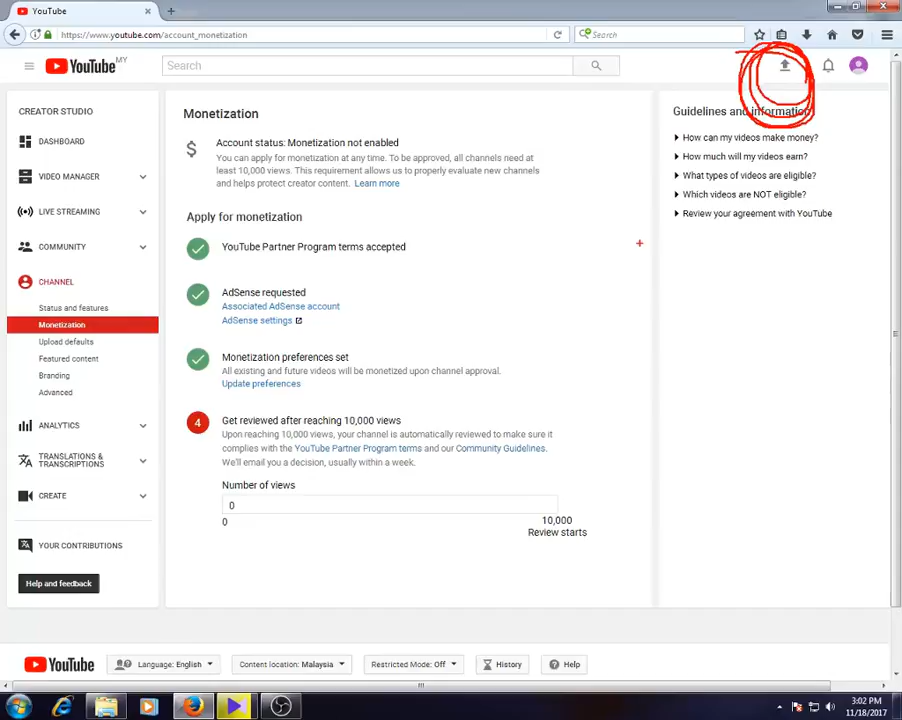 YouTube
https://www.youtube.com/account_monetization
Search
YouTube MY
Search
CREATOR STUDIO
DASHBOARD
VIDEO MANAGER
LIVE STREAMING
COMMUNITY
CHANNEL
Status and features
Monetization
Upload defaults
Featured content
Branding
Advanced
ANALYTICS
TRANSLATIONS &
TRANSCRIPTIONS
CREATE
YOUR CONTRIBUTIONS
Help and feedback
Monetization
Account status: Monetization not enabled
You can apply for monetization at any time. To be approved, all channels need at
least 10,000 views. This requirement allows us to properly evaluate new channels
and helps protect creator content. Learn more
Apply for monetization
YouTube Partner Program terms accepted
AdSense requested
Associated AdSense account
AdSense settings
Monetization preferences set
All existing and future videos will be monetized upon channel approval.
Update preferences
4
Get reviewed after reaching 10,000 views
Upon reaching 10,000 views, your channel is automatically reviewed to make sure it
complies with the YouTube Partner Program terms and our Community Guidelines.
We'll email you a decision, usually within a week.
Number of views
0
0
10,000
Review starts
Guidelines and information
How can my videos make money?
How much will my videos earn?
What types of videos are eligible?
Which videos are NOT eligible?
Review your agreement with YouTube
YouTube
Language: English
Content location: Malaysia
Restricted Mode: Off
History
Help
3:02 PM
11/18/2017